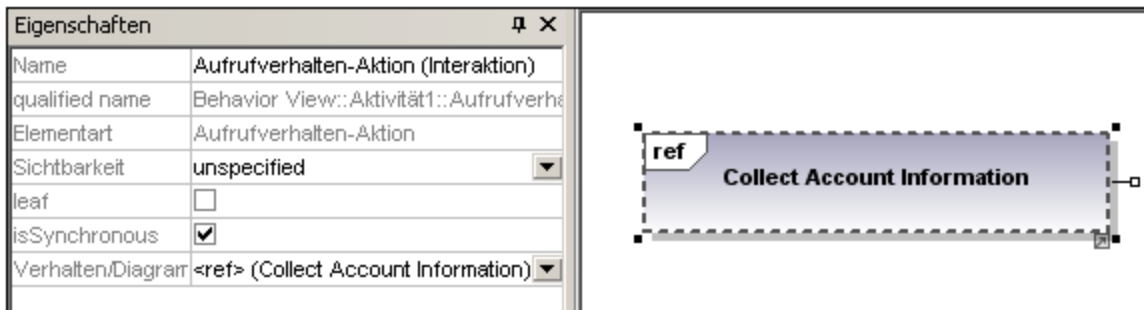 Eigenschaften
Name Aufrufverhalten-Aktion (Interaktion)
qualified name Behavior View::Aktivität1::Aufrufverha
Elementart Aufrufverhalten-Aktion
Sichtbarkeit unspecified
leaf
isSynchronous
Verhalten/Diagram <ref> (Collect Account Information)
ref
Collect Account Information